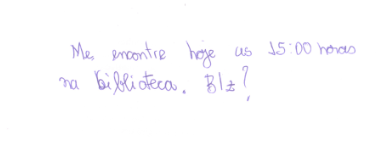 Me encontre hoje as 15:00 horas
na biblioteca. Blz?